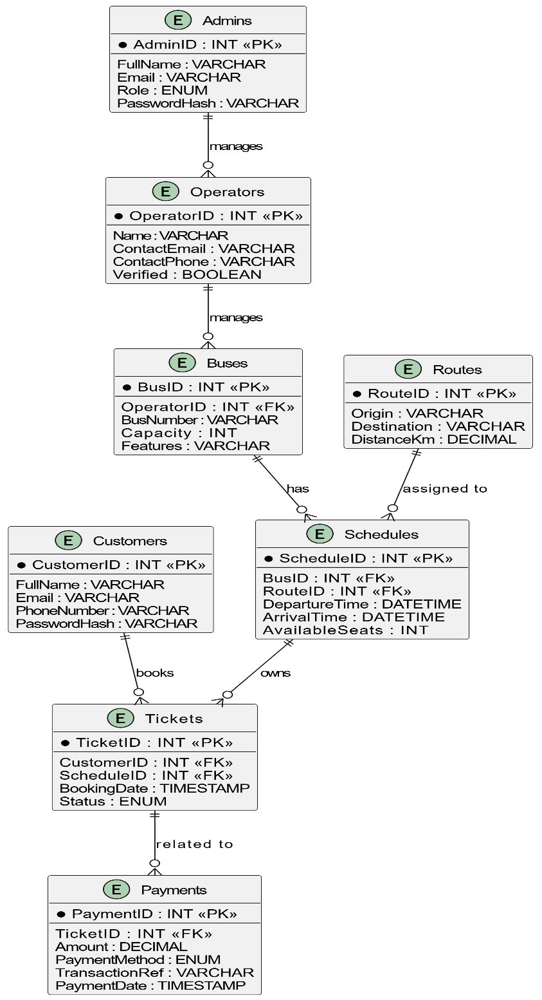 E Admins
AdminID : INT «PK»
FullName : VARCHAR
Email : VARCHAR
Role : ENUM
PasswordHash : VARCHAR
manages
E Operators
OperatorID : INT «PK»
Name : VARCHAR
ContactEmail : VARCHAR
ContactPhone : VARCHAR
Verified : BOOLEAN
manages
E Buses
BusID : INT «PK»
OperatorID : INT «FK»
BusNumber : VARCHAR
Capacity : INT
Features : VARCHAR
E Routes
RouteID : INT «PK»
Origin : VARCHAR
Destination : VARCHAR
DistanceKm : DECIMAL
has
assigned to
E Customers
CustomerID : INT «PK»
FullName : VARCHAR
Email : VARCHAR
PhoneNumber : VARCHAR
PasswordHash : VARCHAR
E Schedules
ScheduleID : INT «PK»
BusID : INT «FK»
RouteID : INT «FK»
DepartureTime : DATETIME
ArrivalTime : DATETIME
AvailableSeats : INT
books
owns
E Tickets
TicketID : INT «PK»
CustomerID : INT «FK»
ScheduleID : INT «FK»
BookingDate : TIMESTAMP
Status : ENUM
related to
E Payments
PaymentID : INT «PK»
TicketID : INT «FK»
Amount : DECIMAL
PaymentMethod : ENUM
TransactionRef : VARCHAR
PaymentDate : TIMESTAMP